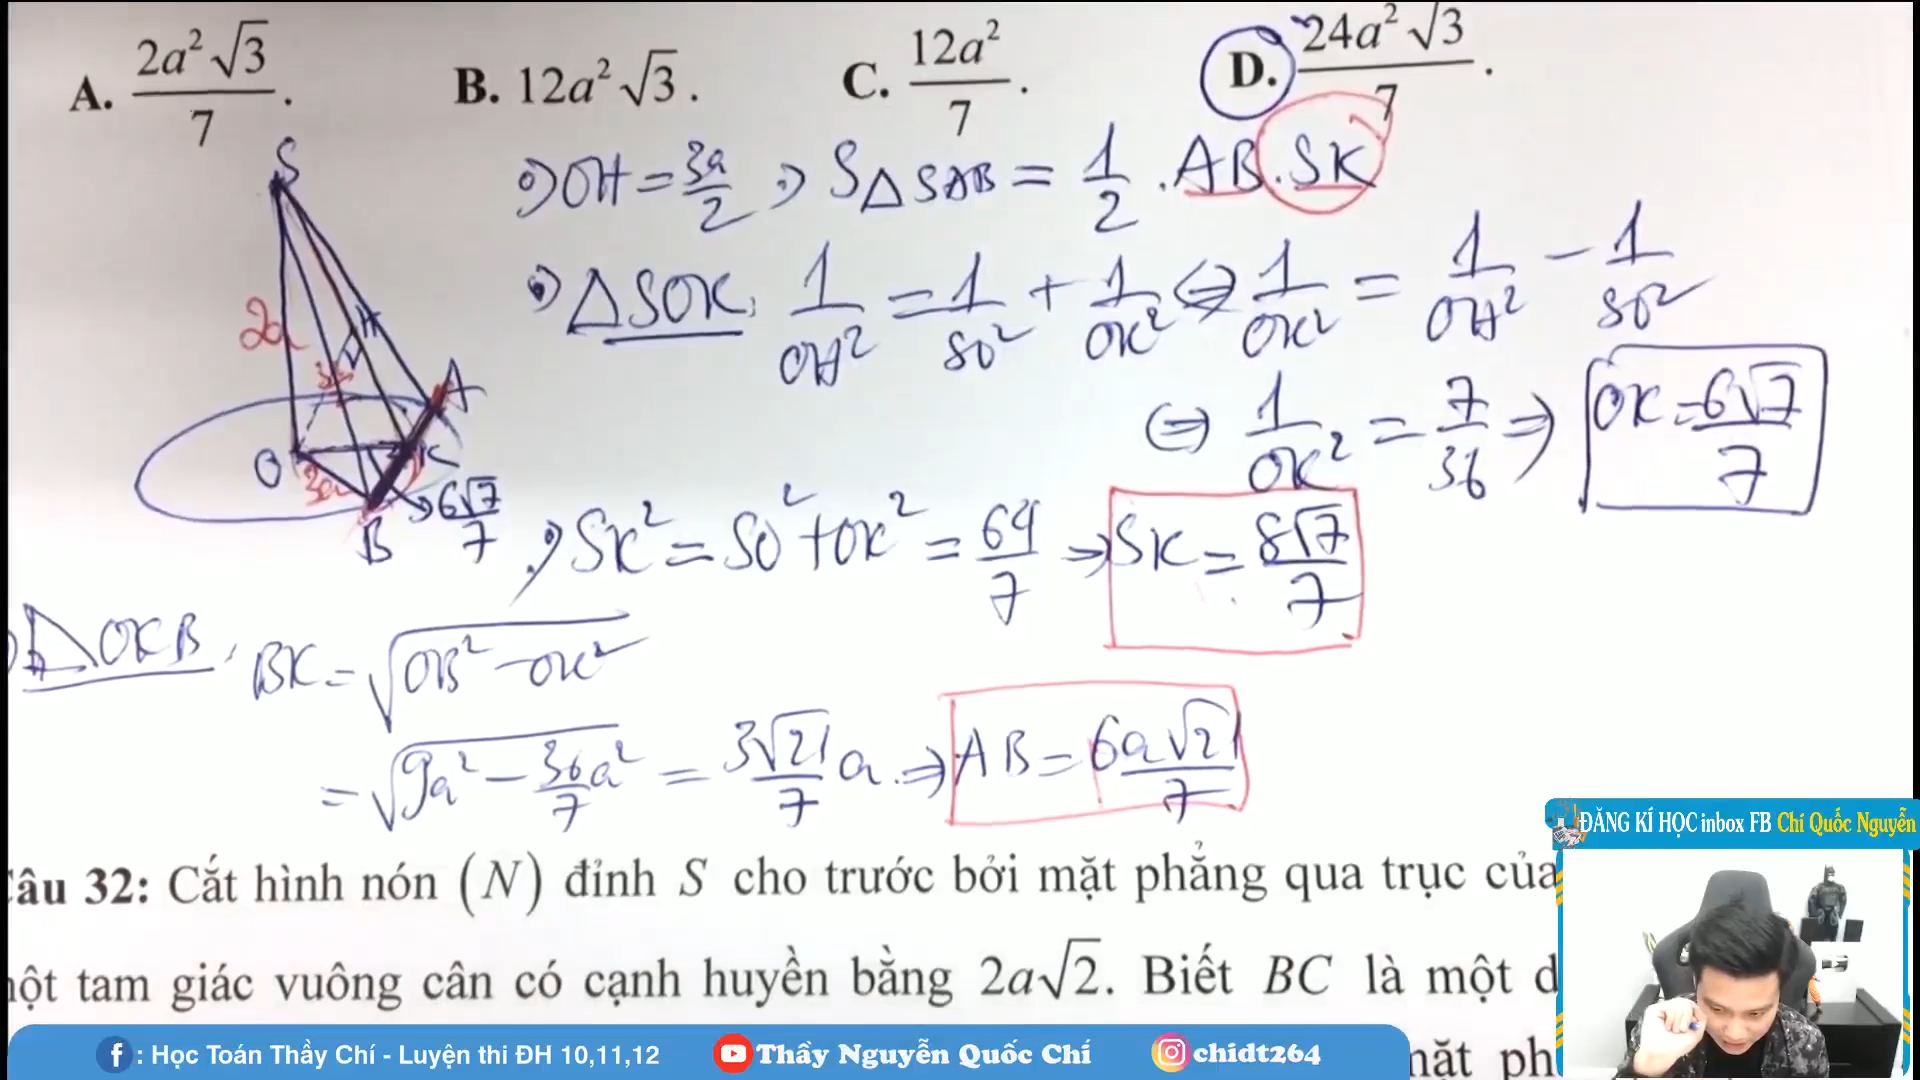 A. 2a²√3/7. B. 12a²√3. C. 12a²/7. D. 24a²√3/7.
•) OH = 3a/2 •) S△SAB = 1/2 . AB . SK
•) △SOK, 1/OH² = 1/SO² + 1/OK² ⇔ 1/OK² = 1/OH² − 1/SO²
⇔ 1/OK² = 7/36 ⇒ OK = 6√7/7
S
2a
H
A
O
K
3a
B
6√7/7
•) SK² = SO² + OK² = 64/7 ⇒ SK = 8√7/7
△OKB, BK = √(OB² − OK²)
= √(9a² − 36a²/7) = 3√21/7 a ⇒ AB = 6a√21/7
âu 32: Cắt hình nón (N) đỉnh S cho trước bởi mặt phẳng qua trục của
một tam giác vuông cân có cạnh huyền bằng 2a√2. Biết BC là một d
mặt ph
ĐĂNG KÍ HỌC inbox FB Chí Quốc Nguyễn
: Học Toán Thầy Chí - Luyện thi ĐH 10,11,12
Thầy Nguyễn Quốc Chí
chidt264